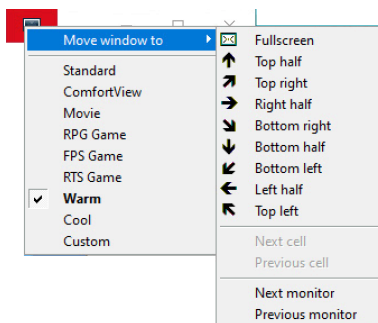 Move window to
Standard
ComfortView
Movie
RPG Game
FPS Game
RTS Game
Warm
Cool
Custom
Fullscreen
Top half
Top right
Right half
Bottom right
Bottom half
Bottom left
Left half
Top left
Next cell
Previous cell
Next monitor
Previous monitor